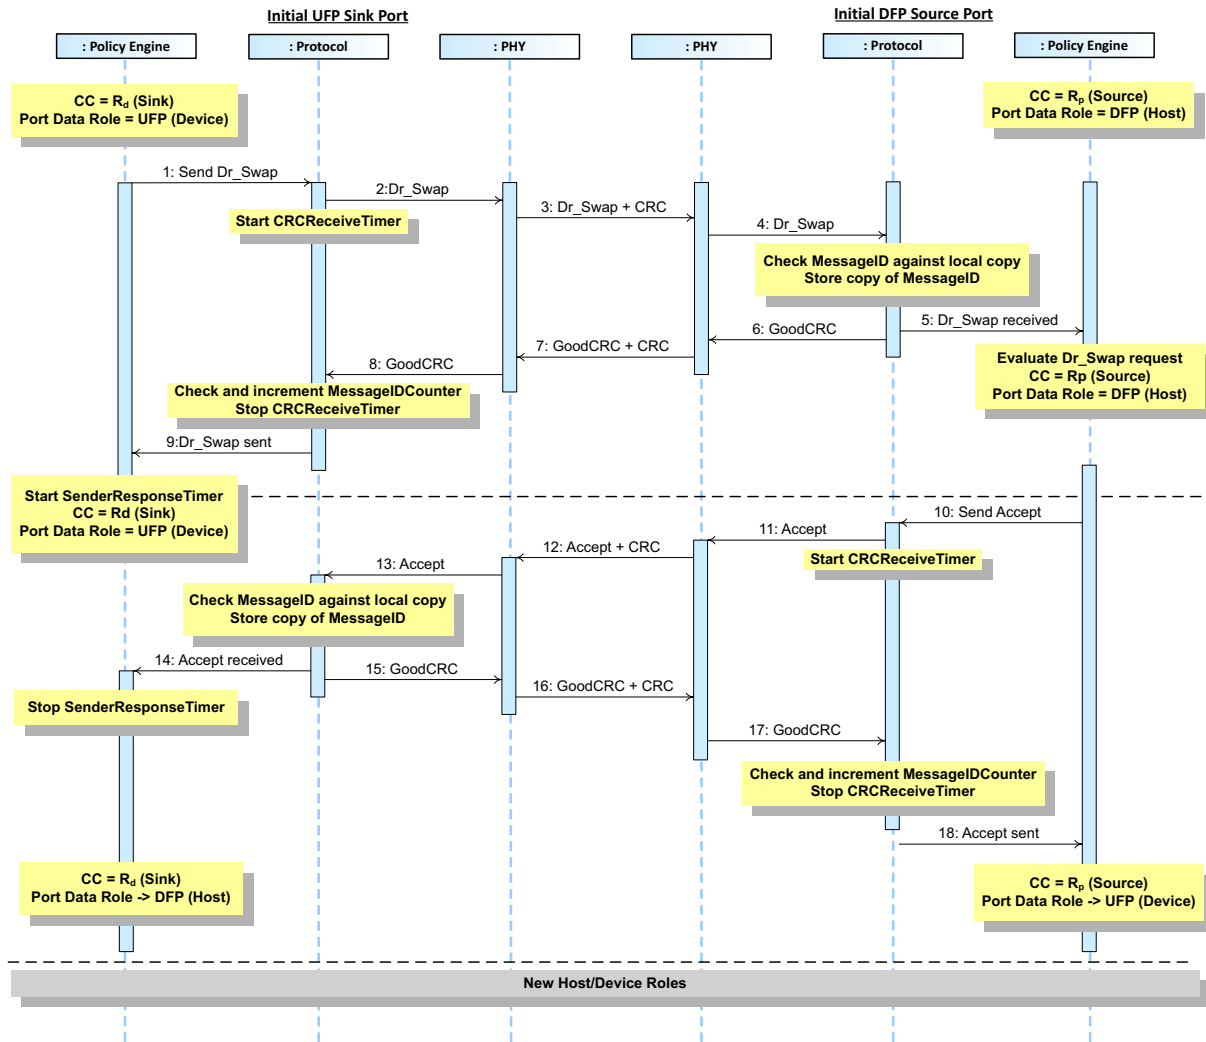 Initial UFP Sink Port
Initial DFP Source Port
: Policy Engine
: Protocol
: PHY
: PHY
: Protocol
: Policy Engine
CC = Rd (Sink)
Port Data Role = UFP (Device)
CC = Rp (Source)
Port Data Role = DFP (Host)
1: Send Dr_Swap
2:Dr_Swap
Start CRCReceiveTimer
3: Dr_Swap + CRC
4: Dr_Swap
Check MessageID against local copy
Store copy of MessageID
5: Dr_Swap received
6: GoodCRC
7: GoodCRC + CRC
8: GoodCRC
Evaluate Dr_Swap request
CC = Rp (Source)
Port Data Role = DFP (Host)
Check and increment MessageIDCounter
Stop CRCReceiveTimer
9:Dr_Swap sent
Start SenderResponseTimer
CC = Rd (Sink)
Port Data Role = UFP (Device)
10: Send Accept
11: Accept
Start CRCReceiveTimer
12: Accept + CRC
13: Accept
Check MessageID against local copy
Store copy of MessageID
14: Accept received
15: GoodCRC
16: GoodCRC + CRC
Stop SenderResponseTimer
17: GoodCRC
Check and increment MessageIDCounter
Stop CRCReceiveTimer
18: Accept sent
CC = Rd (Sink)
Port Data Role -> DFP (Host)
CC = Rp (Source)
Port Data Role -> UFP (Device)
New Host/Device Roles